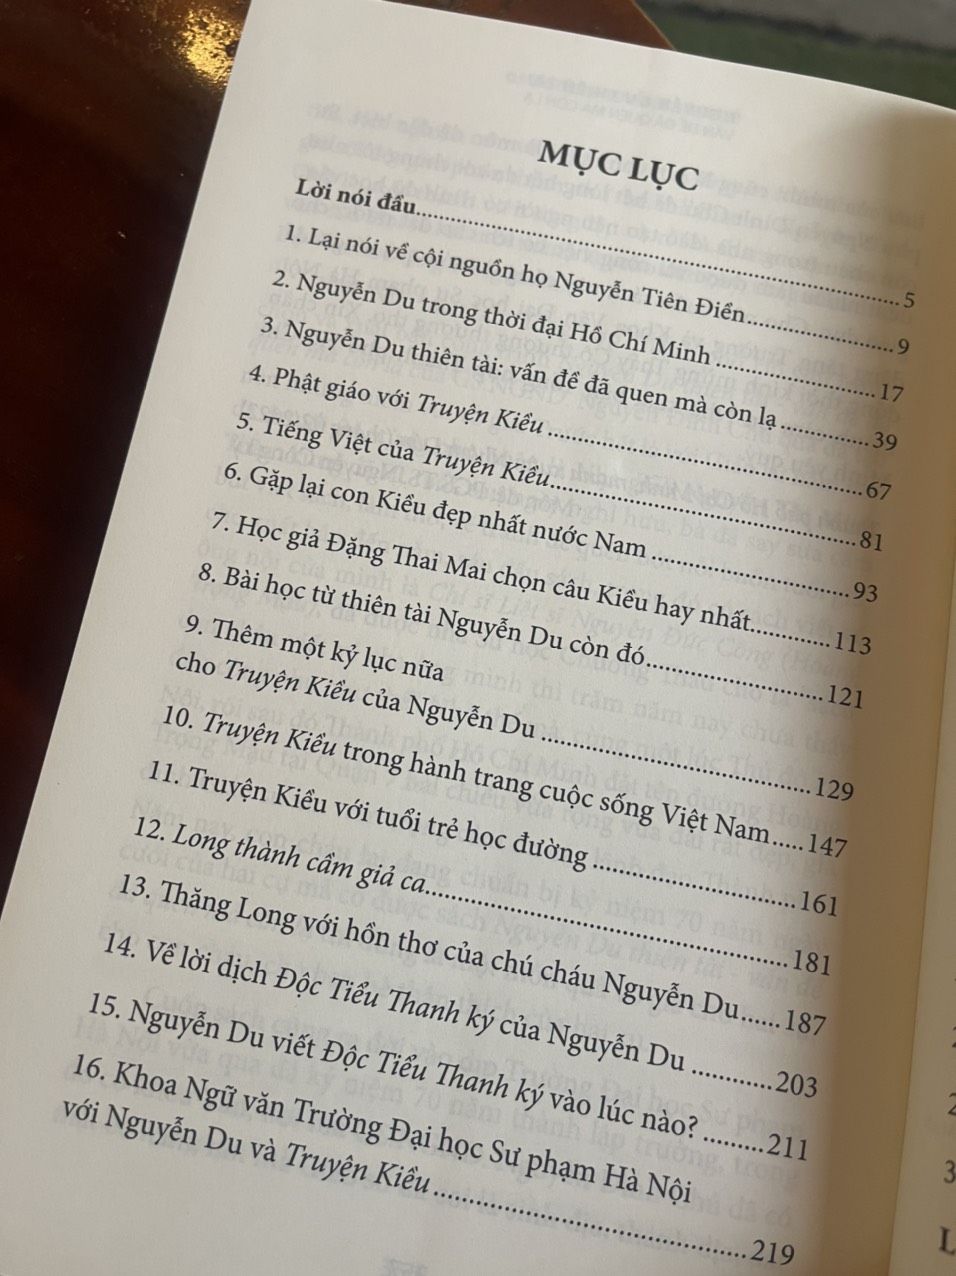 MỤC LỤC
Lời nói đầu.......... 5
1. Lại nói về cội nguồn họ Nguyễn Tiên Điền.......... 9
2. Nguyễn Du trong thời đại Hồ Chí Minh .......... 17
3. Nguyễn Du thiên tài: vấn đề đã quen mà còn lạ .......... 39
4. Phật giáo với Truyện Kiều .......... 67
5. Tiếng Việt của Truyện Kiều.......... 81
6. Gặp lại con Kiều đẹp nhất nước Nam .......... 93
7. Học giả Đặng Thai Mai chọn câu Kiều hay nhất.......... 113
8. Bài học từ thiên tài Nguyễn Du còn đó.......... 121
9. Thêm một kỷ lục nữa
cho Truyện Kiều của Nguyễn Du .......... 129
10. Truyện Kiều trong hành trang cuộc sống Việt Nam..... 147
11. Truyện Kiều với tuổi trẻ học đường .......... 161
12. Long thành cầm giả ca.......... 181
13. Thăng Long với hồn thơ của chú cháu Nguyễn Du...... 187
14. Về lời dịch Độc Tiểu Thanh ký của Nguyễn Du .......... 203
15. Nguyễn Du viết Độc Tiểu Thanh ký vào lúc nào? ......... 211
16. Khoa Ngữ văn Trường Đại học Sư phạm Hà Nội
với Nguyễn Du và Truyện Kiều .......... 219